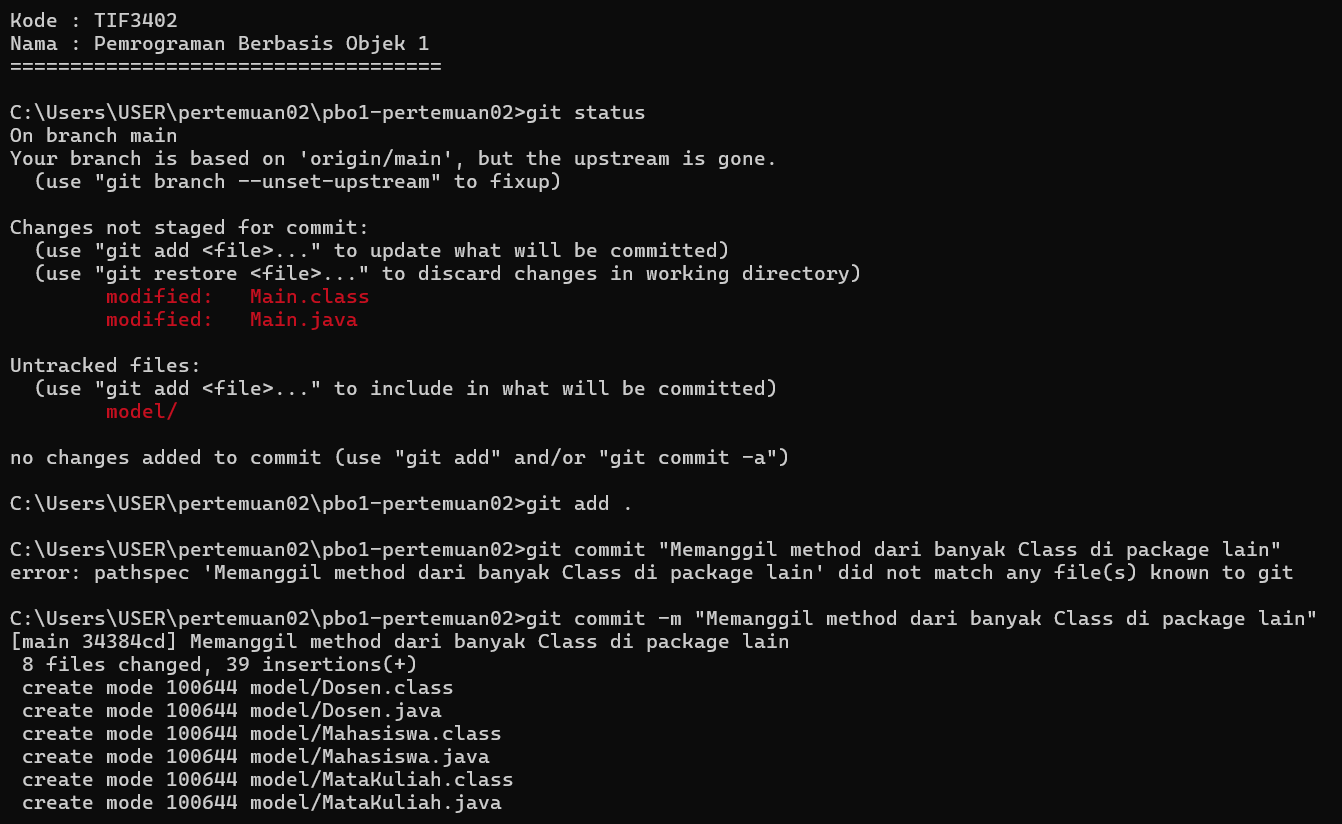 Kode : TIF3402
Nama : Pemrograman Berbasis Objek 1
====================================
C:\Users\USER\pertemuan02\pbo1-pertemuan02>git status
On branch main
Your branch is based on 'origin/main', but the upstream is gone.
  (use "git branch --unset-upstream" to fixup)
Changes not staged for commit:
  (use "git add <file>..." to update what will be committed)
  (use "git restore <file>..." to discard changes in working directory)
        modified:   Main.class
        modified:   Main.java
Untracked files:
  (use "git add <file>..." to include in what will be committed)
        model/
no changes added to commit (use "git add" and/or "git commit -a")
C:\Users\USER\pertemuan02\pbo1-pertemuan02>git add .
C:\Users\USER\pertemuan02\pbo1-pertemuan02>git commit "Memanggil method dari banyak Class di package lain"
error: pathspec 'Memanggil method dari banyak Class di package lain' did not match any file(s) known to git
C:\Users\USER\pertemuan02\pbo1-pertemuan02>git commit -m "Memanggil method dari banyak Class di package lain"
[main 34384cd] Memanggil method dari banyak Class di package lain
 8 files changed, 39 insertions(+)
 create mode 100644 model/Dosen.class
 create mode 100644 model/Dosen.java
 create mode 100644 model/Mahasiswa.class
 create mode 100644 model/Mahasiswa.java
 create mode 100644 model/MataKuliah.class
 create mode 100644 model/MataKuliah.java